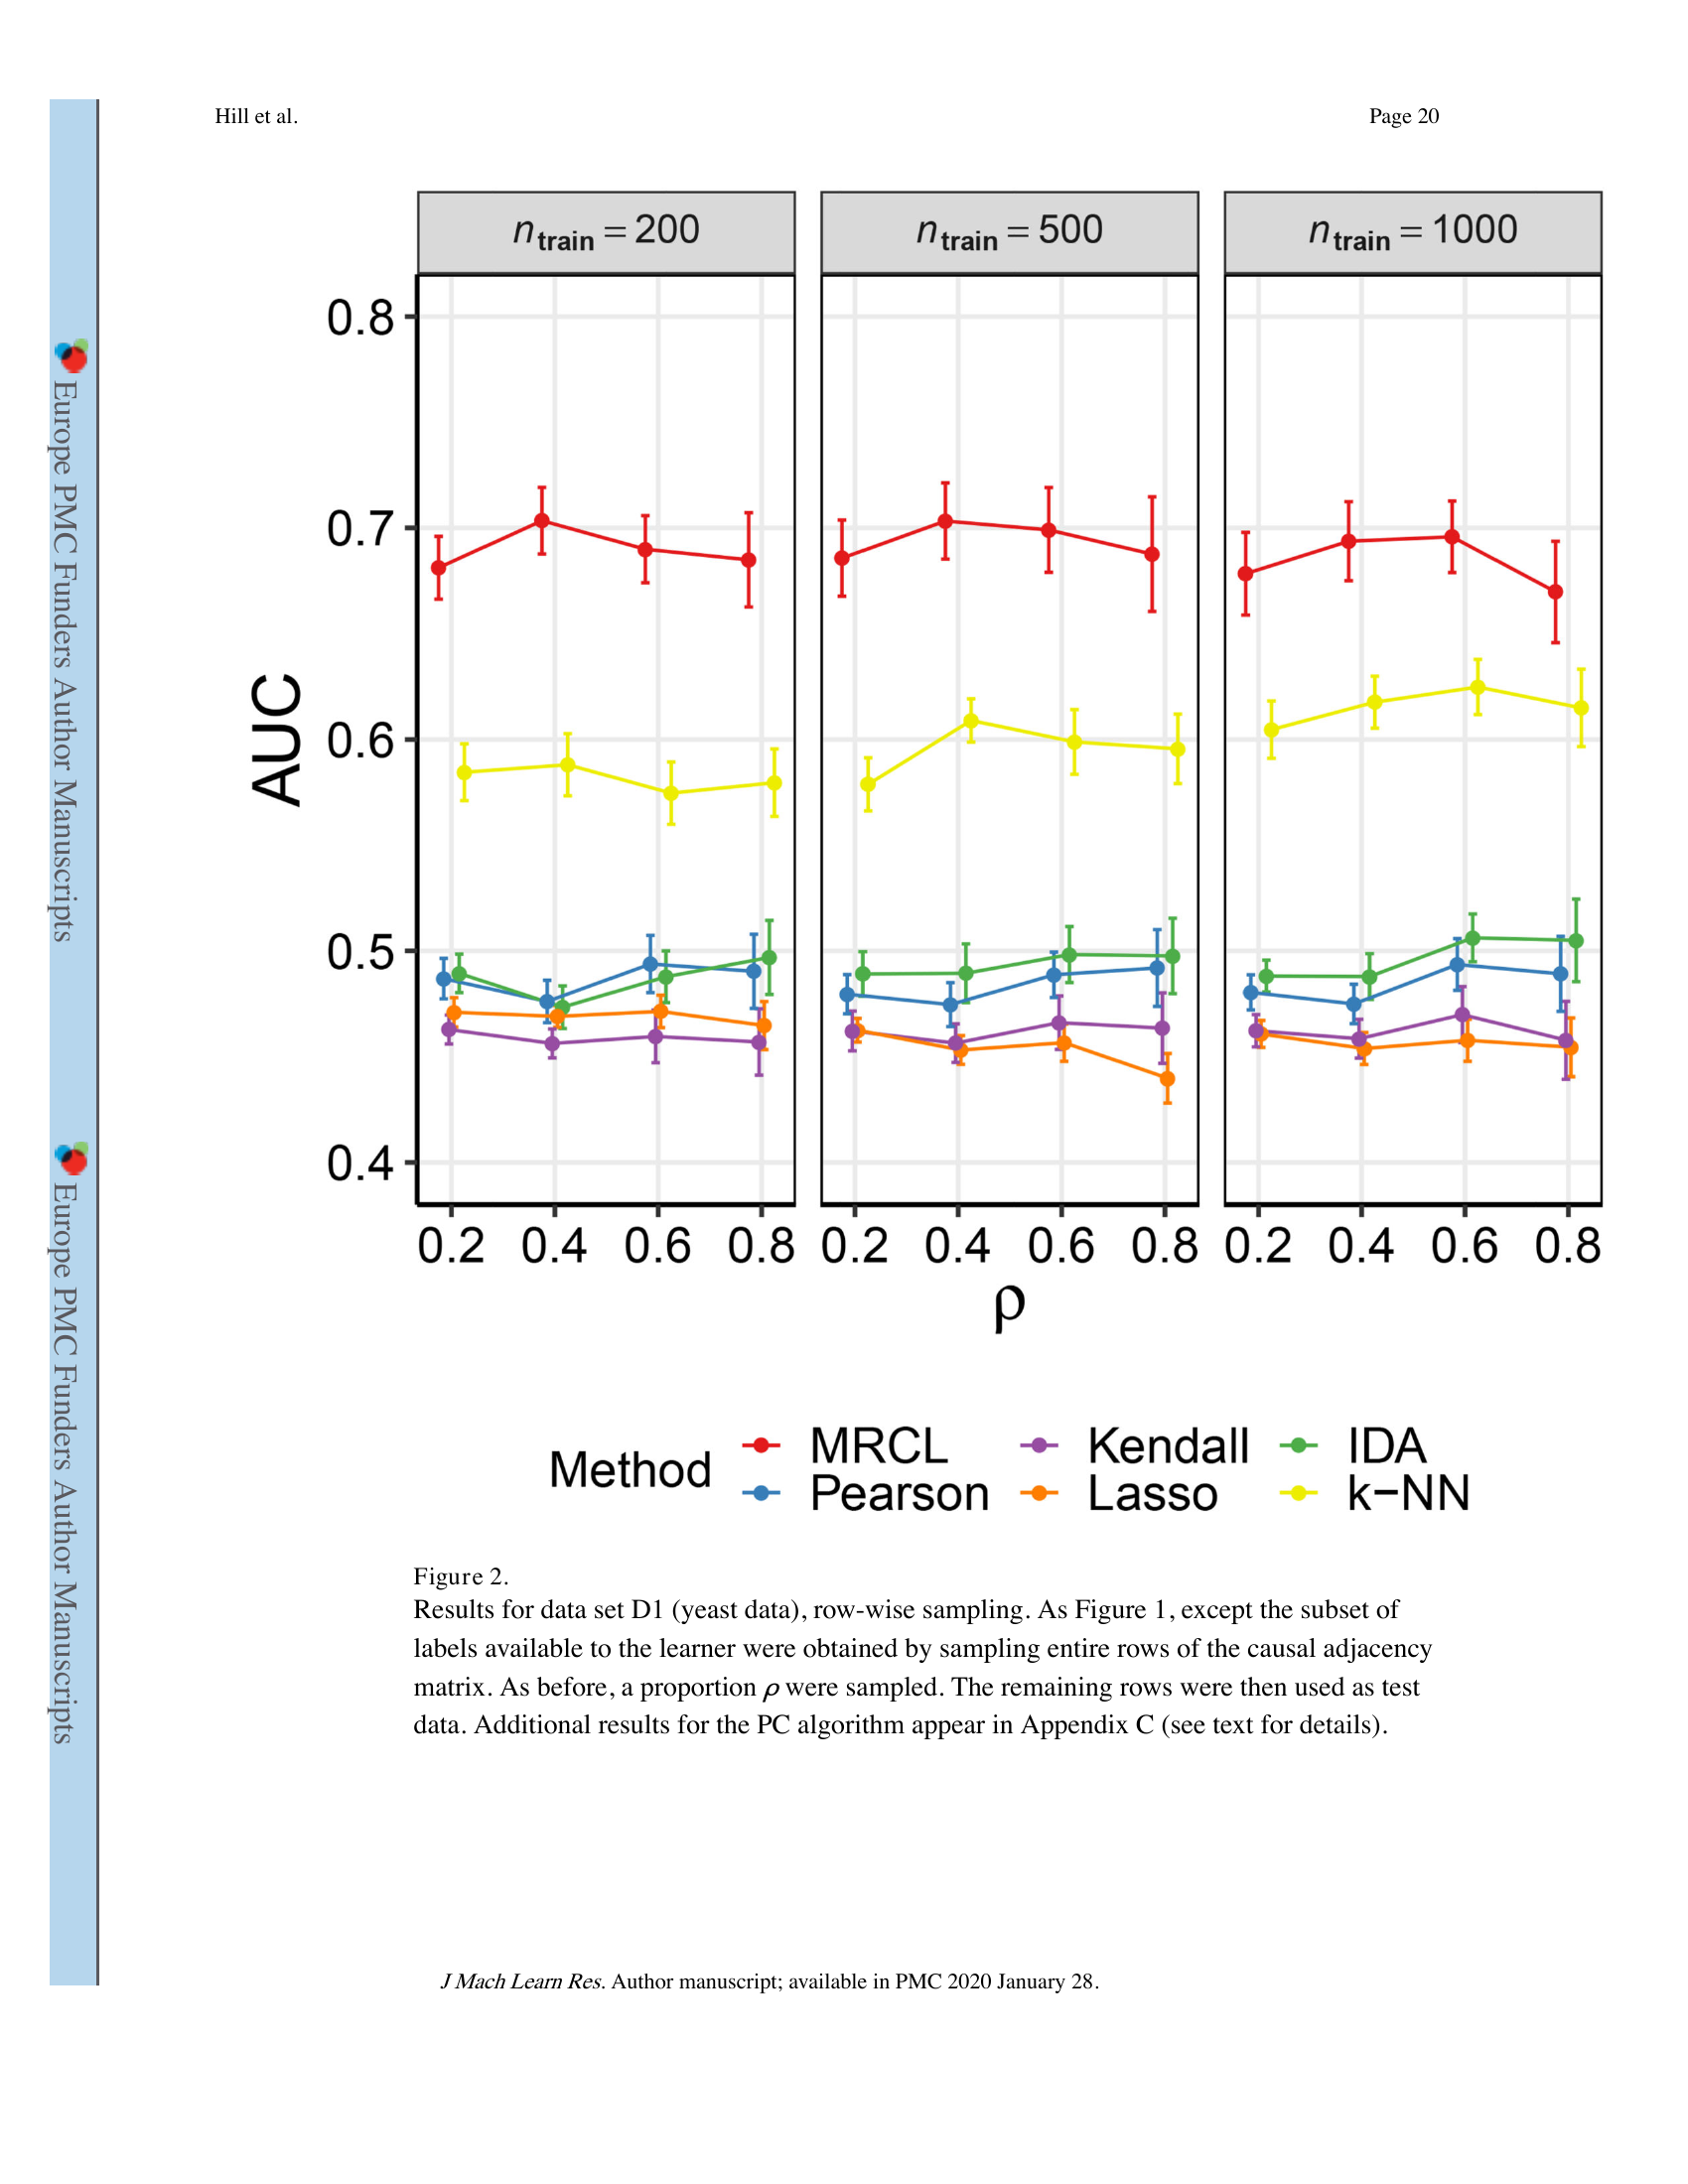 Hill et al.
Page 20
Europe PMC Funders Author Manuscripts
Europe PMC Funders Author Manuscripts
n train = 200
n train = 500
n train = 1000
AUC
0.8
0.7
0.6
0.5
0.4
0.2 0.4 0.6 0.8
0.2 0.4 0.6 0.8
0.2 0.4 0.6 0.8
ρ
Method
MRCL Kendall IDA
Pearson Lasso k−NN
Figure 2.
Results for data set D1 (yeast data), row-wise sampling. As Figure 1, except the subset of
labels available to the learner were obtained by sampling entire rows of the causal adjacency
matrix. As before, a proportion ρ were sampled. The remaining rows were then used as test
data. Additional results for the PC algorithm appear in Appendix C (see text for details).
J Mach Learn Res. Author manuscript; available in PMC 2020 January 28.